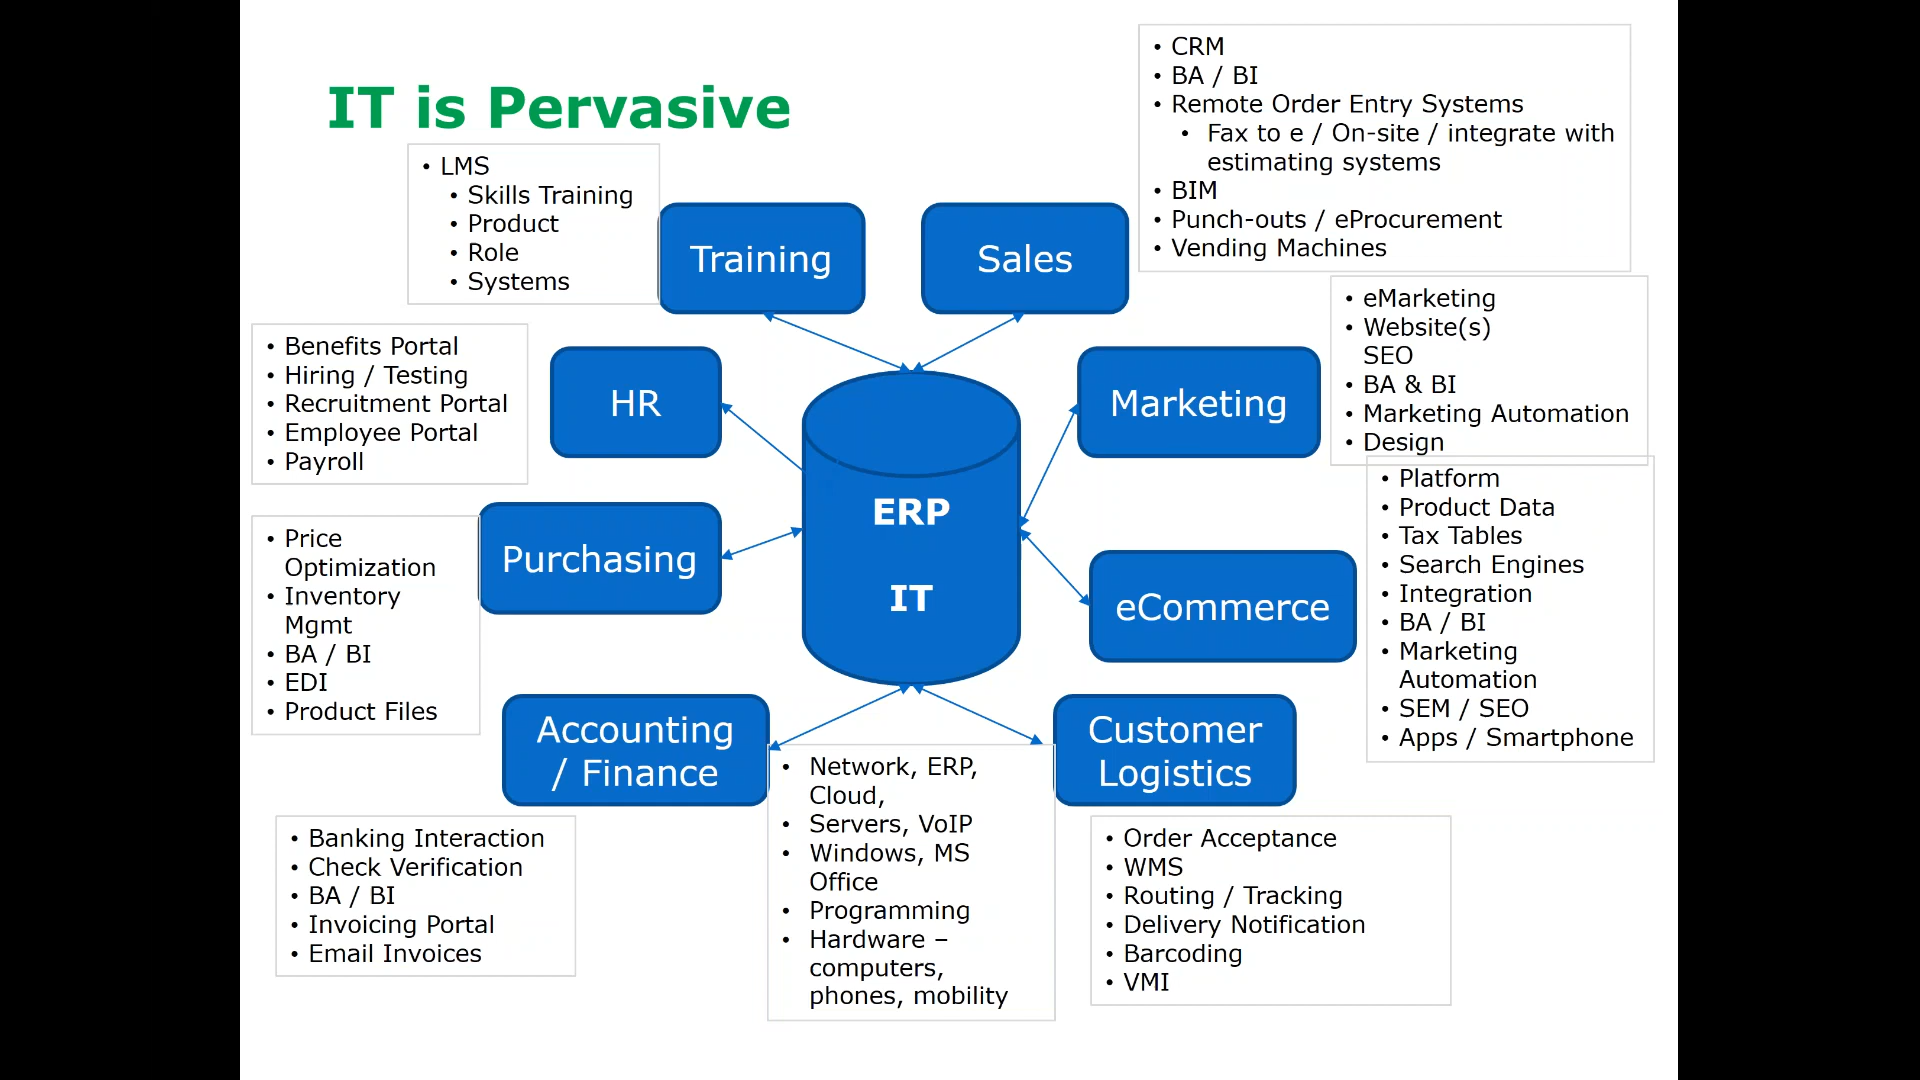 IT is Pervasive
• CRM
• BA / BI
• Remote Order Entry Systems
• Fax to e / On-site / integrate with
estimating systems
• BIM
• Punch-outs / eProcurement
• Vending Machines
• LMS
• Skills Training
• Product
• Role
• Systems
Training
Sales
• eMarketing
• Website(s)
SEO
• BA & BI
• Marketing Automation
• Design
• Benefits Portal
• Hiring / Testing
• Recruitment Portal
• Employee Portal
• Payroll
HR
Marketing
• Platform
• Product Data
• Tax Tables
• Search Engines
• Integration
• BA / BI
• Marketing
Automation
• SEM / SEO
• Apps / Smartphone
• Price
Optimization
• Inventory
Mgmt
• BA / BI
• EDI
• Product Files
Purchasing
ERP
IT
eCommerce
Accounting
/ Finance
Customer
Logistics
• Network, ERP,
Cloud,
• Servers, VoIP
• Windows, MS
Office
• Programming
• Hardware –
computers,
phones, mobility
• Banking Interaction
• Check Verification
• BA / BI
• Invoicing Portal
• Email Invoices
• Order Acceptance
• WMS
• Routing / Tracking
• Delivery Notification
• Barcoding
• VMI